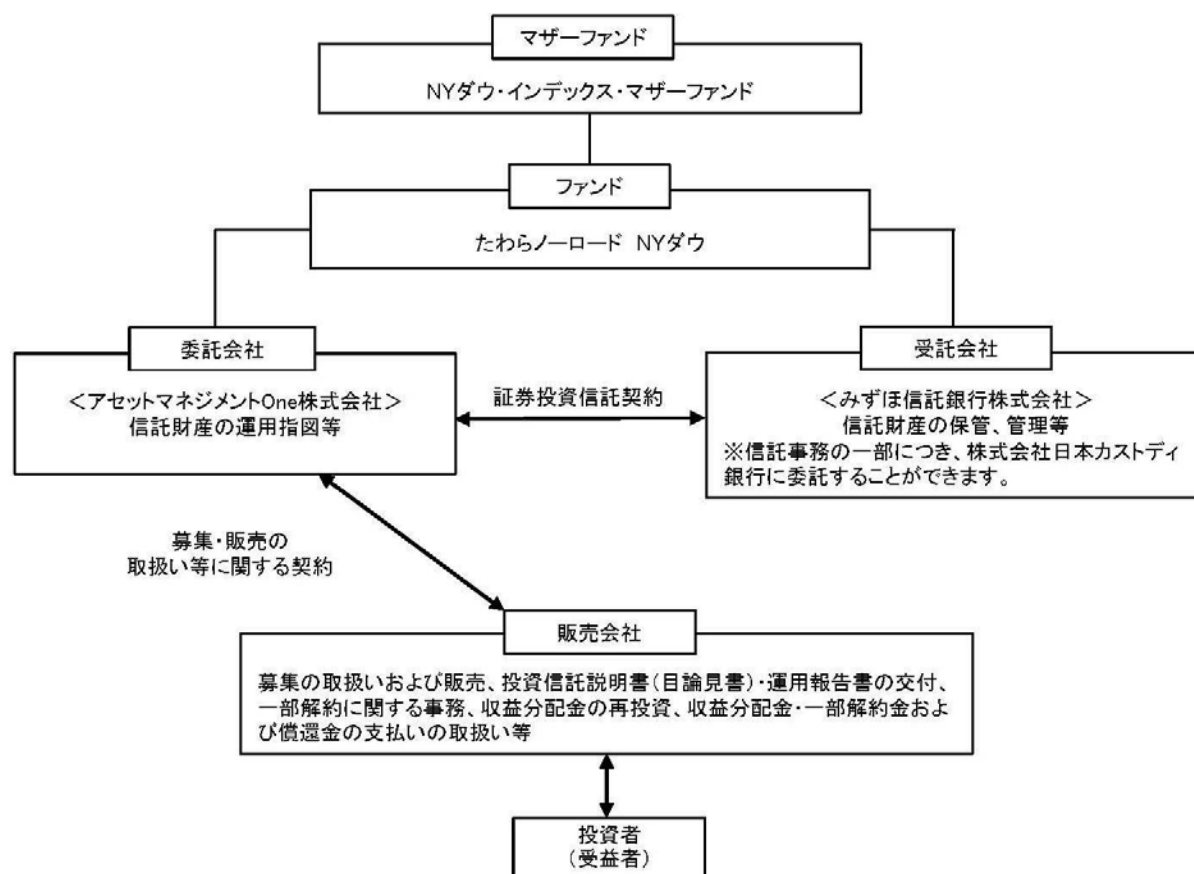 マザーファンド
NYダウ・インデックス・マザーファンド
ファンド
たわらノーロード NYダウ
委託会社
＜アセットマネジメントOne株式会社＞
信託財産の運用指図等
証券投資信託契約
受託会社
＜みずほ信託銀行株式会社＞
信託財産の保管、管理等
※信託事務の一部につき、株式会社日本カストディ
銀行に委託することができます。
募集・販売の
取扱い等に関する契約
販売会社
募集の取扱いおよび販売、投資信託説明書（目論見書）・運用報告書の交付、
一部解約に関する事務、収益分配金の再投資、収益分配金・一部解約金およ
び償還金の支払いの取扱い等
投資者
（受益者）